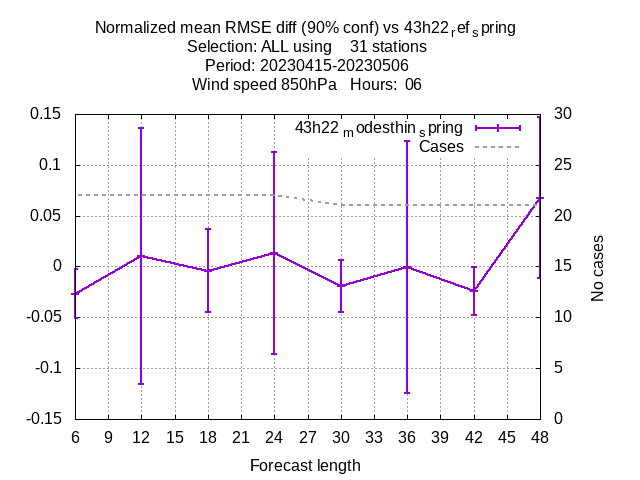 Normalized mean RMSE diff (90% conf) vs 43h22refspring
Selection: ALL using 31 stations
Period: 20230415-20230506
Wind speed 850hPa Hours: 06
43h22modesthinspring
Cases
0.15
0.1
0.05
0
-0.05
-0.1
-0.15
30
25
20
15
10
5
0
No cases
6 9 12 15 18 21 24 27 30 33 36 39 42 45 48
Forecast length